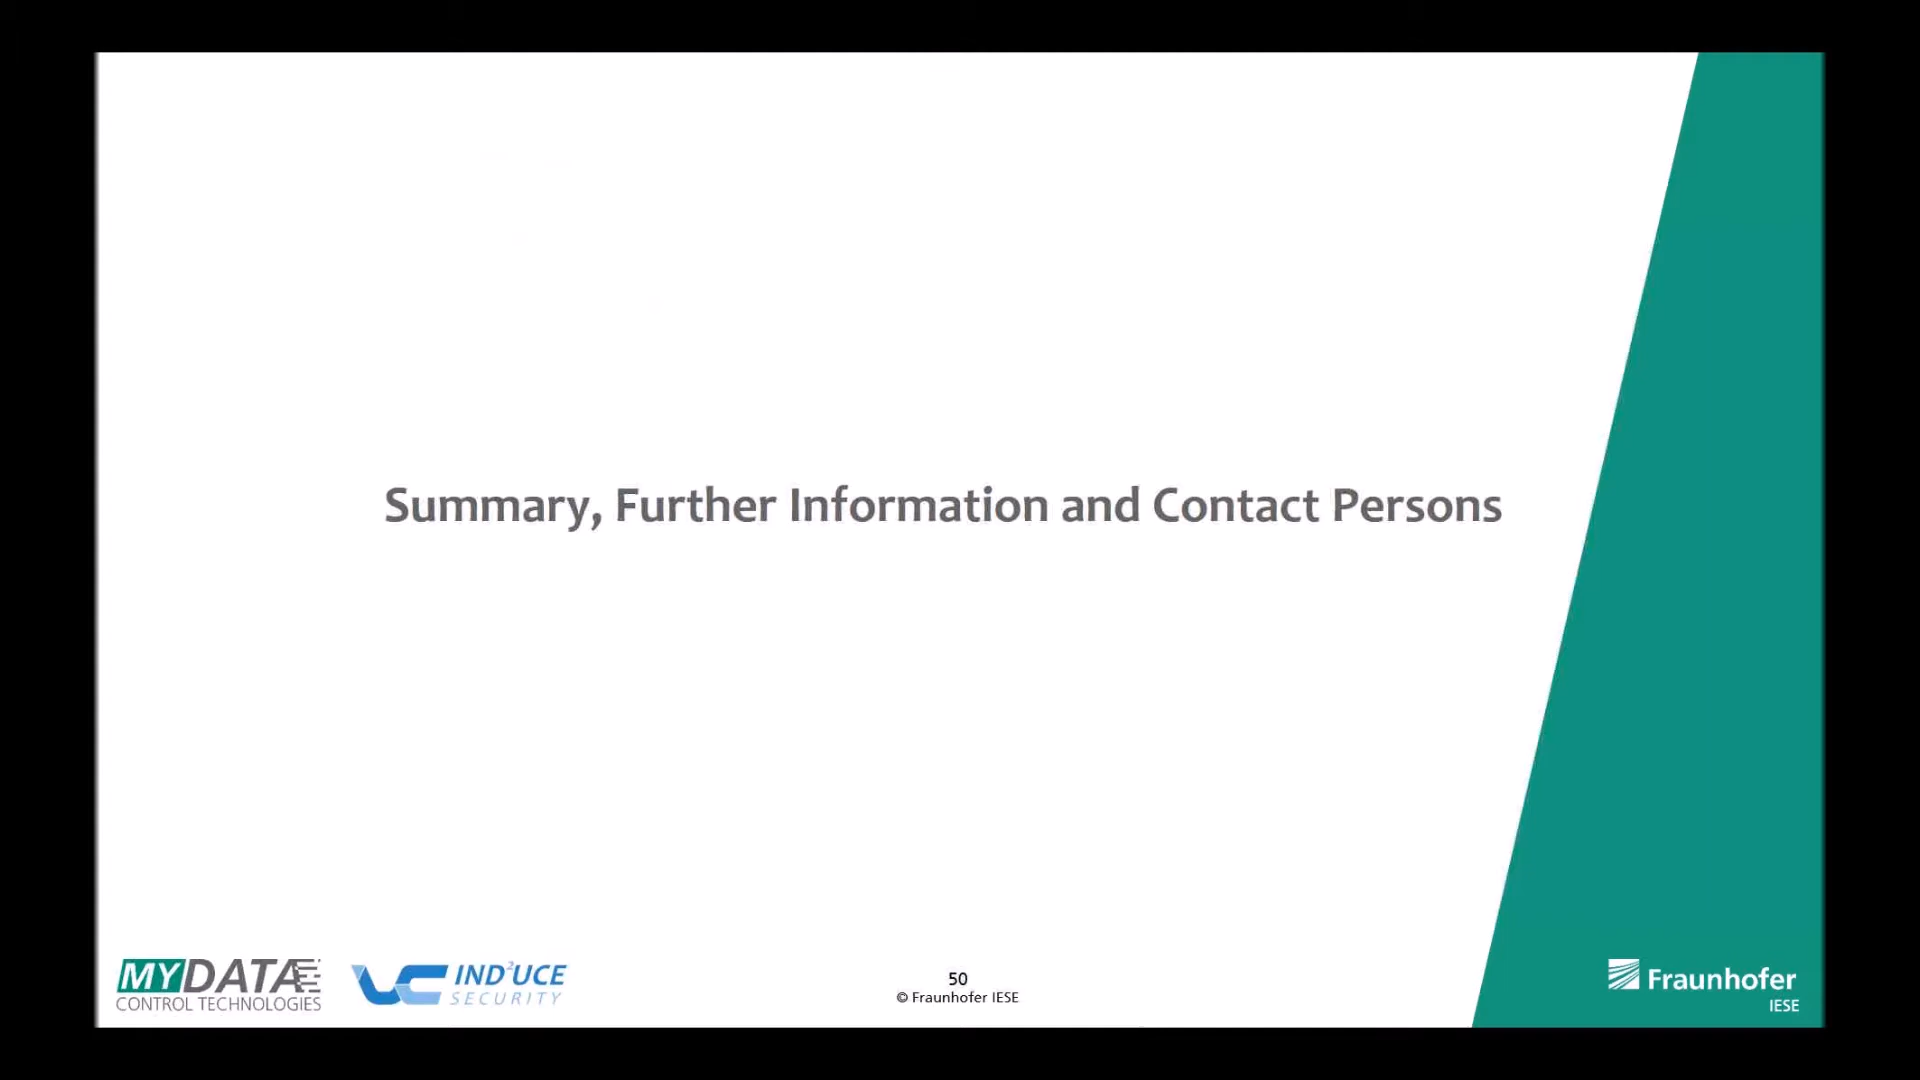 Summary, Further Information and Contact Persons
MYDATA
CONTROL TECHNOLOGIES
IND²UCE
SECURITY
50
© Fraunhofer IESE
Fraunhofer
IESE